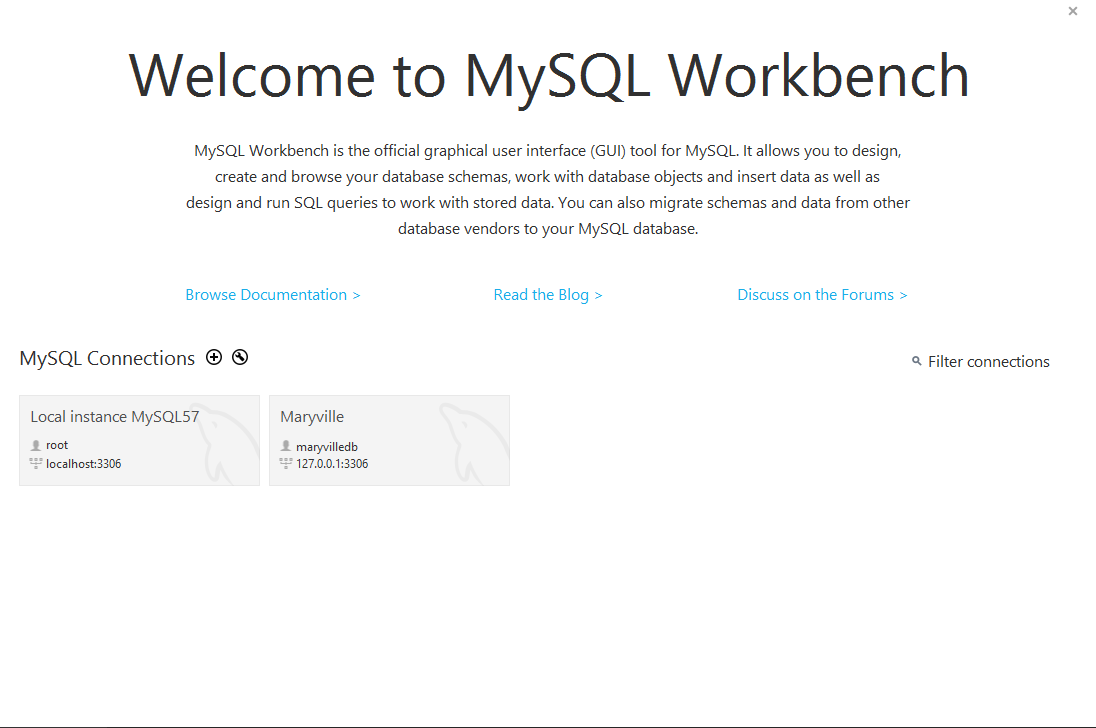 Welcome to MySQL Workbench
MySQL Workbench is the official graphical user interface (GUI) tool for MySQL. It allows you to design,
create and browse your database schemas, work with database objects and insert data as well as
design and run SQL queries to work with stored data. You can also migrate schemas and data from other
database vendors to your MySQL database.
Browse Documentation >
Read the Blog >
Discuss on the Forums >
MySQL Connections
Filter connections
Local instance MySQL57
root
localhost:3306
Maryville
maryvilledb
127.0.0.1:3306